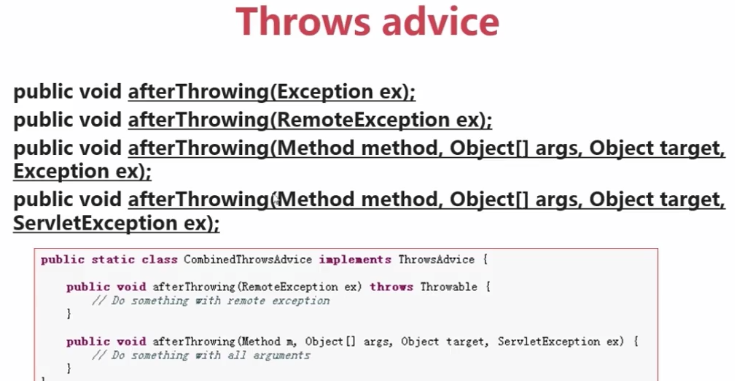 Throws advice
public void afterThrowing(Exception ex);
public void afterThrowing(RemoteException ex);
public void afterThrowing(Method method, Object[] args, Object target,
Exception ex);
public void afterThrowing(Method method, Object[] args, Object target,
ServletException ex);
public static class CombinedThrowsAdvice implements ThrowsAdvice {
public void afterThrowing(RemoteException ex) throws Throwable {
// Do something with remote exception
}
public void afterThrowing(Method m, Object[] args, Object target, ServletException ex) {
// Do something with all arguments
}
}